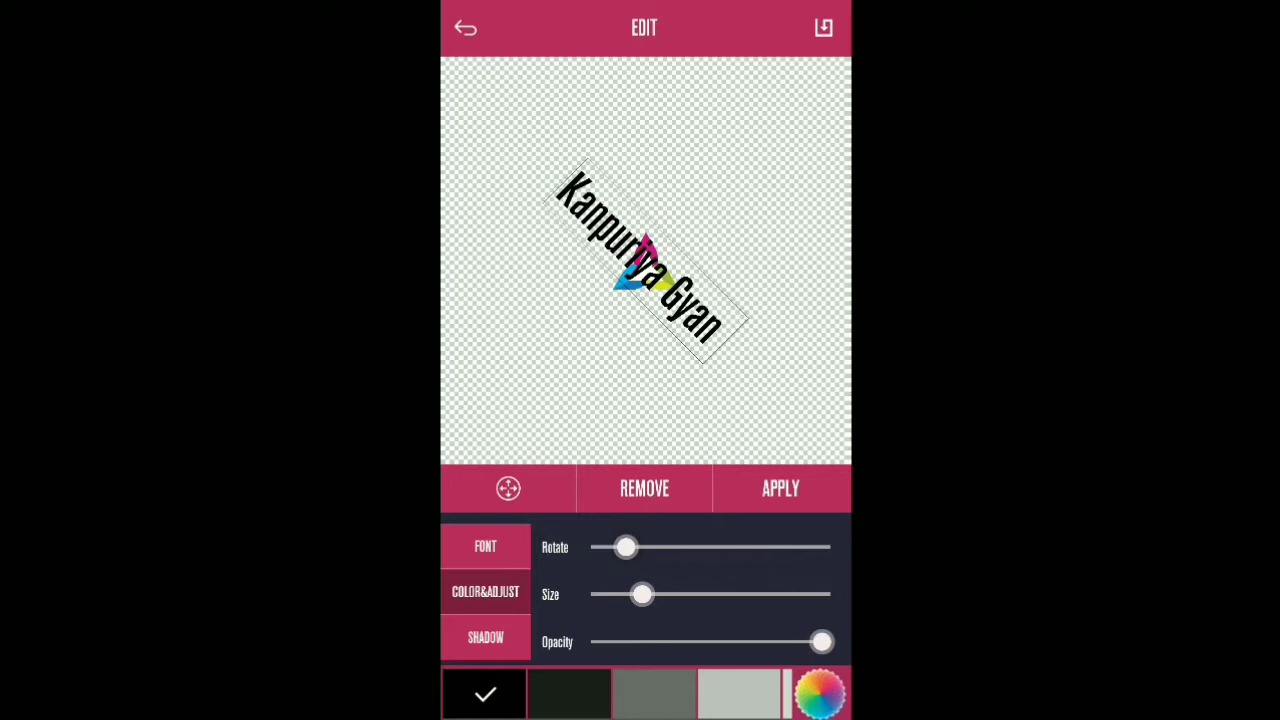 EDIT
Kanpuriya Gyan
REMOVE
APPLY
FONT
Rotate
COLOR&ADJUST
Size
SHADOW
Opacity